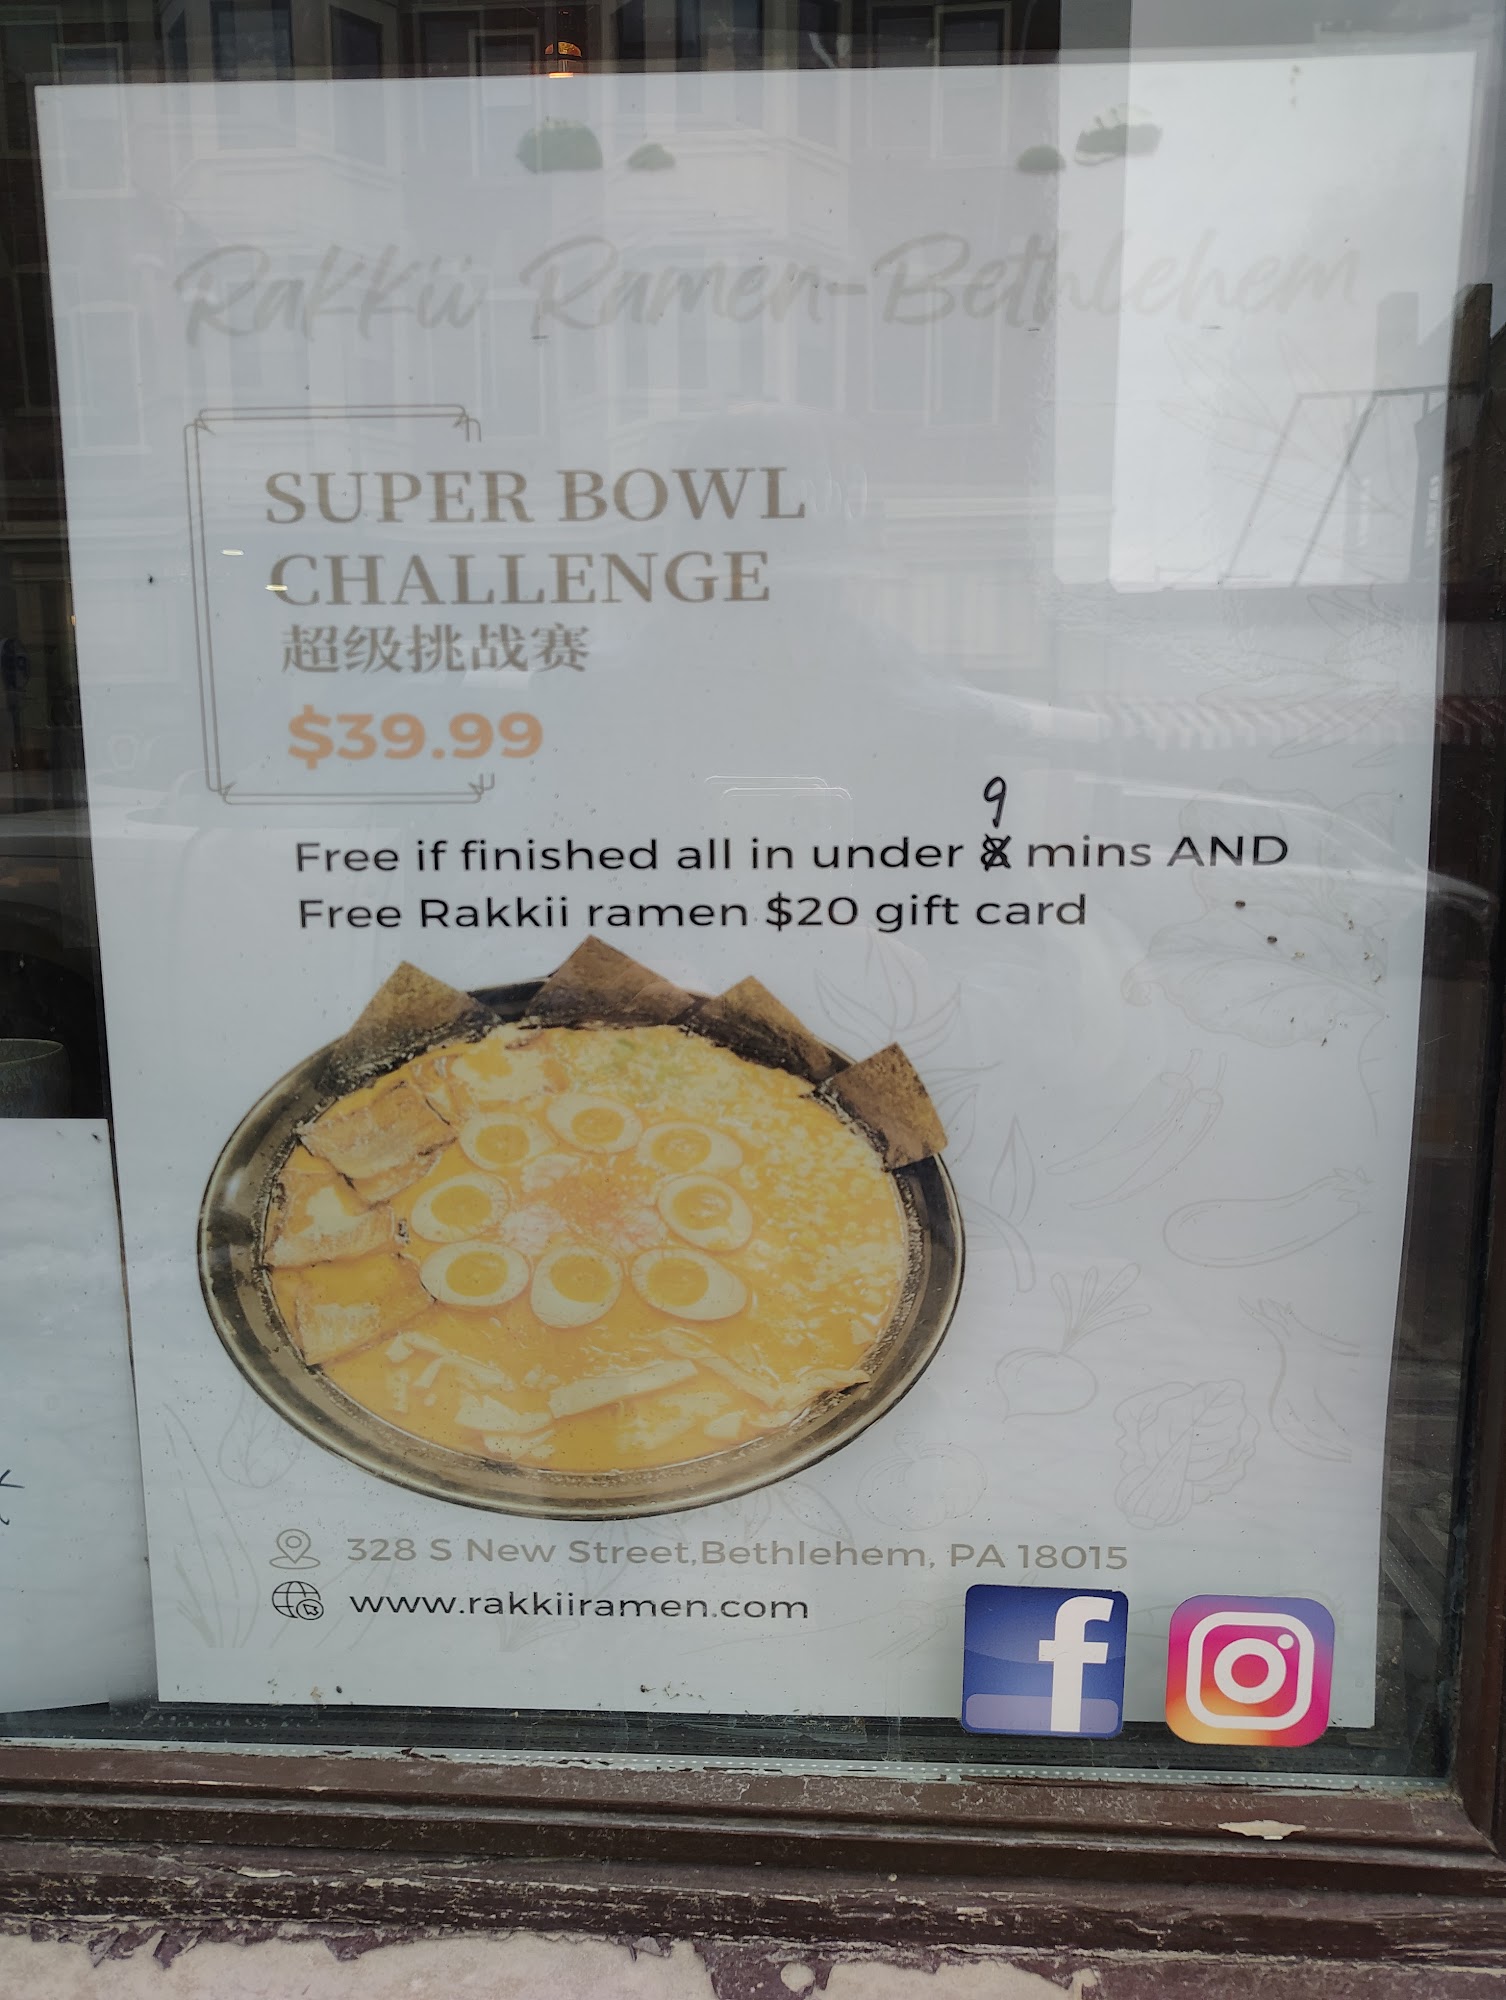 Rakkii Ramen-Bethlehem
SUPER BOWL
CHALLENGE
超级挑战赛
$39.99
9
Free if finished all in under 8 mins AND
Free Rakkii ramen $20 gift card
328 S New Street,Bethlehem, PA 18015
www.rakkiiramen.com
f